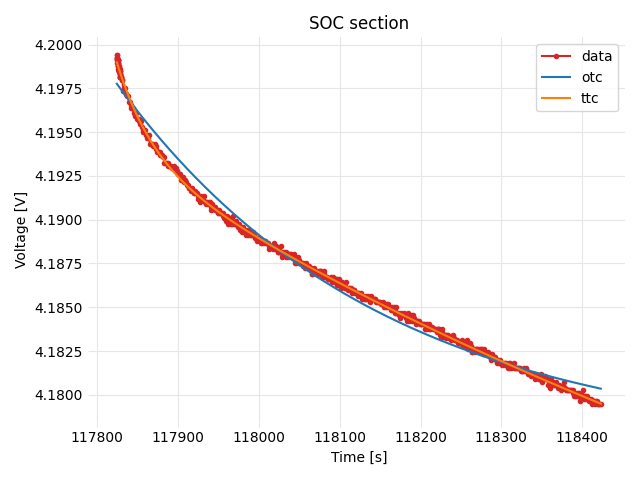 SOC section
4.2000
4.1975
4.1950
4.1925
4.1900
4.1875
4.1850
4.1825
4.1800
Voltage [V]
data
otc
ttc
117800 117900 118000 118100 118200 118300 118400
Time [s]